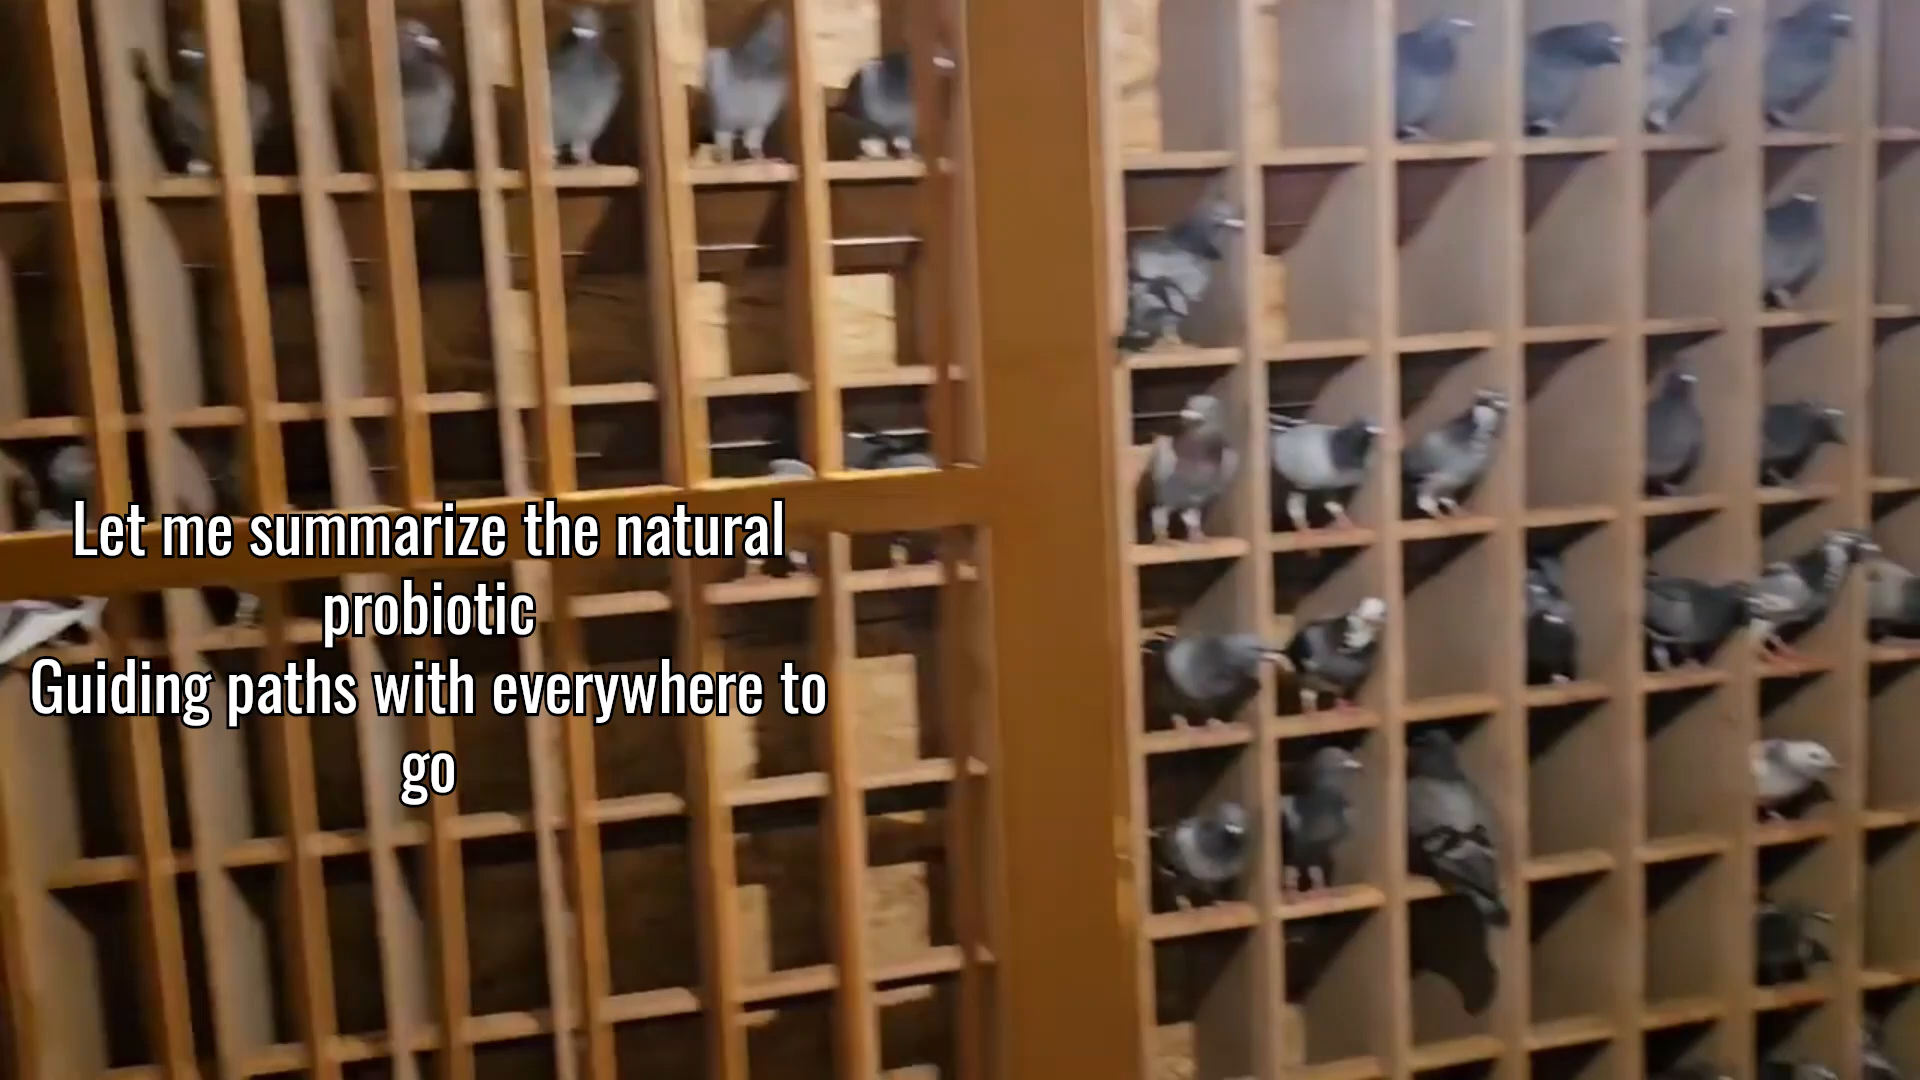 Let me summarize the natural
probiotic
Guiding paths with everywhere to
go